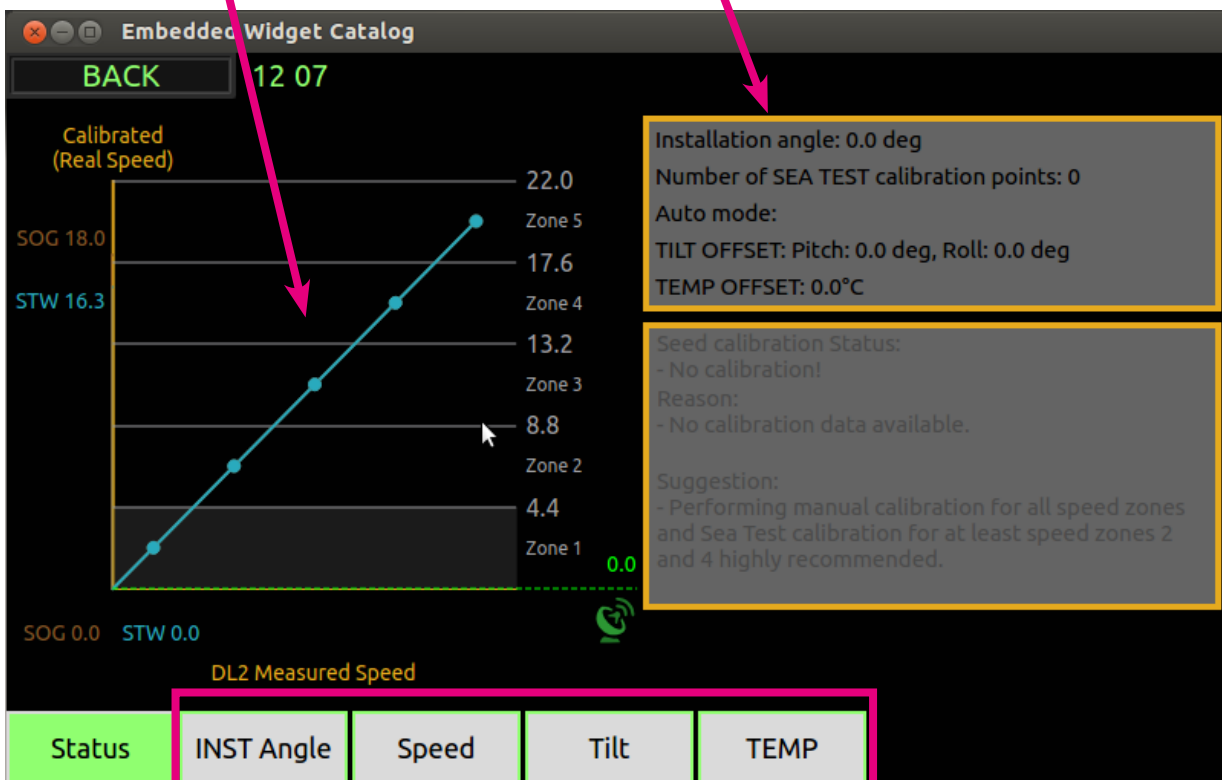 Embedded Widget Catalog
BACK
12 07
Calibrated
(Real Speed)
22.0
Zone 5
SOG 18.0
17.6
STW 16.3
Zone 4
13.2
Zone 3
8.8
Zone 2
4.4
Zone 1
0.0
SOG 0.0 STW 0.0
DL2 Measured Speed
Installation angle: 0.0 deg
Number of SEA TEST calibration points: 0
Auto mode:
TILT OFFSET: Pitch: 0.0 deg, Roll: 0.0 deg
TEMP OFFSET: 0.0°C
Seed calibration Status:
- No calibration!
Reason:
- No calibration data available.
Suggestion:
- Performing manual calibration for all speed zones
and Sea Test calibration for at least speed zones 2
and 4 highly recommended.
Status
INST Angle
Speed
Tilt
TEMP